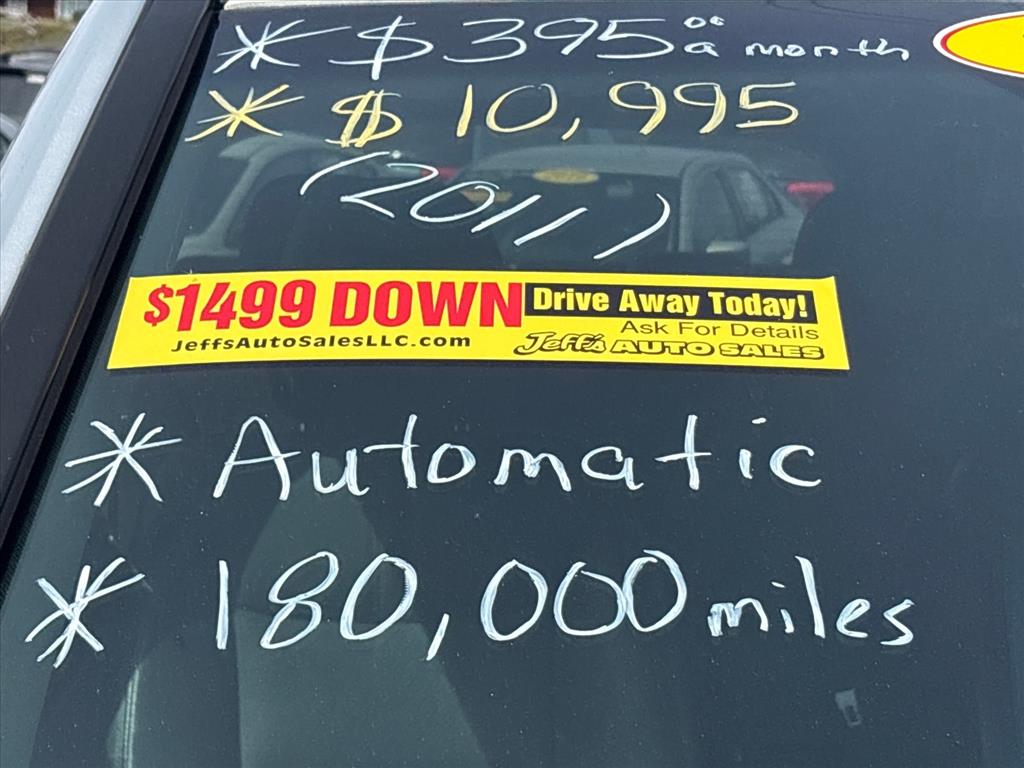 * $395.00 a month
* $10,995
(2011)
$1499 DOWN Drive Away Today!
Ask For Details
JeffsAutoSalesLLC.com Jeff's AUTO SALES
* Automatic
* 180,000 miles